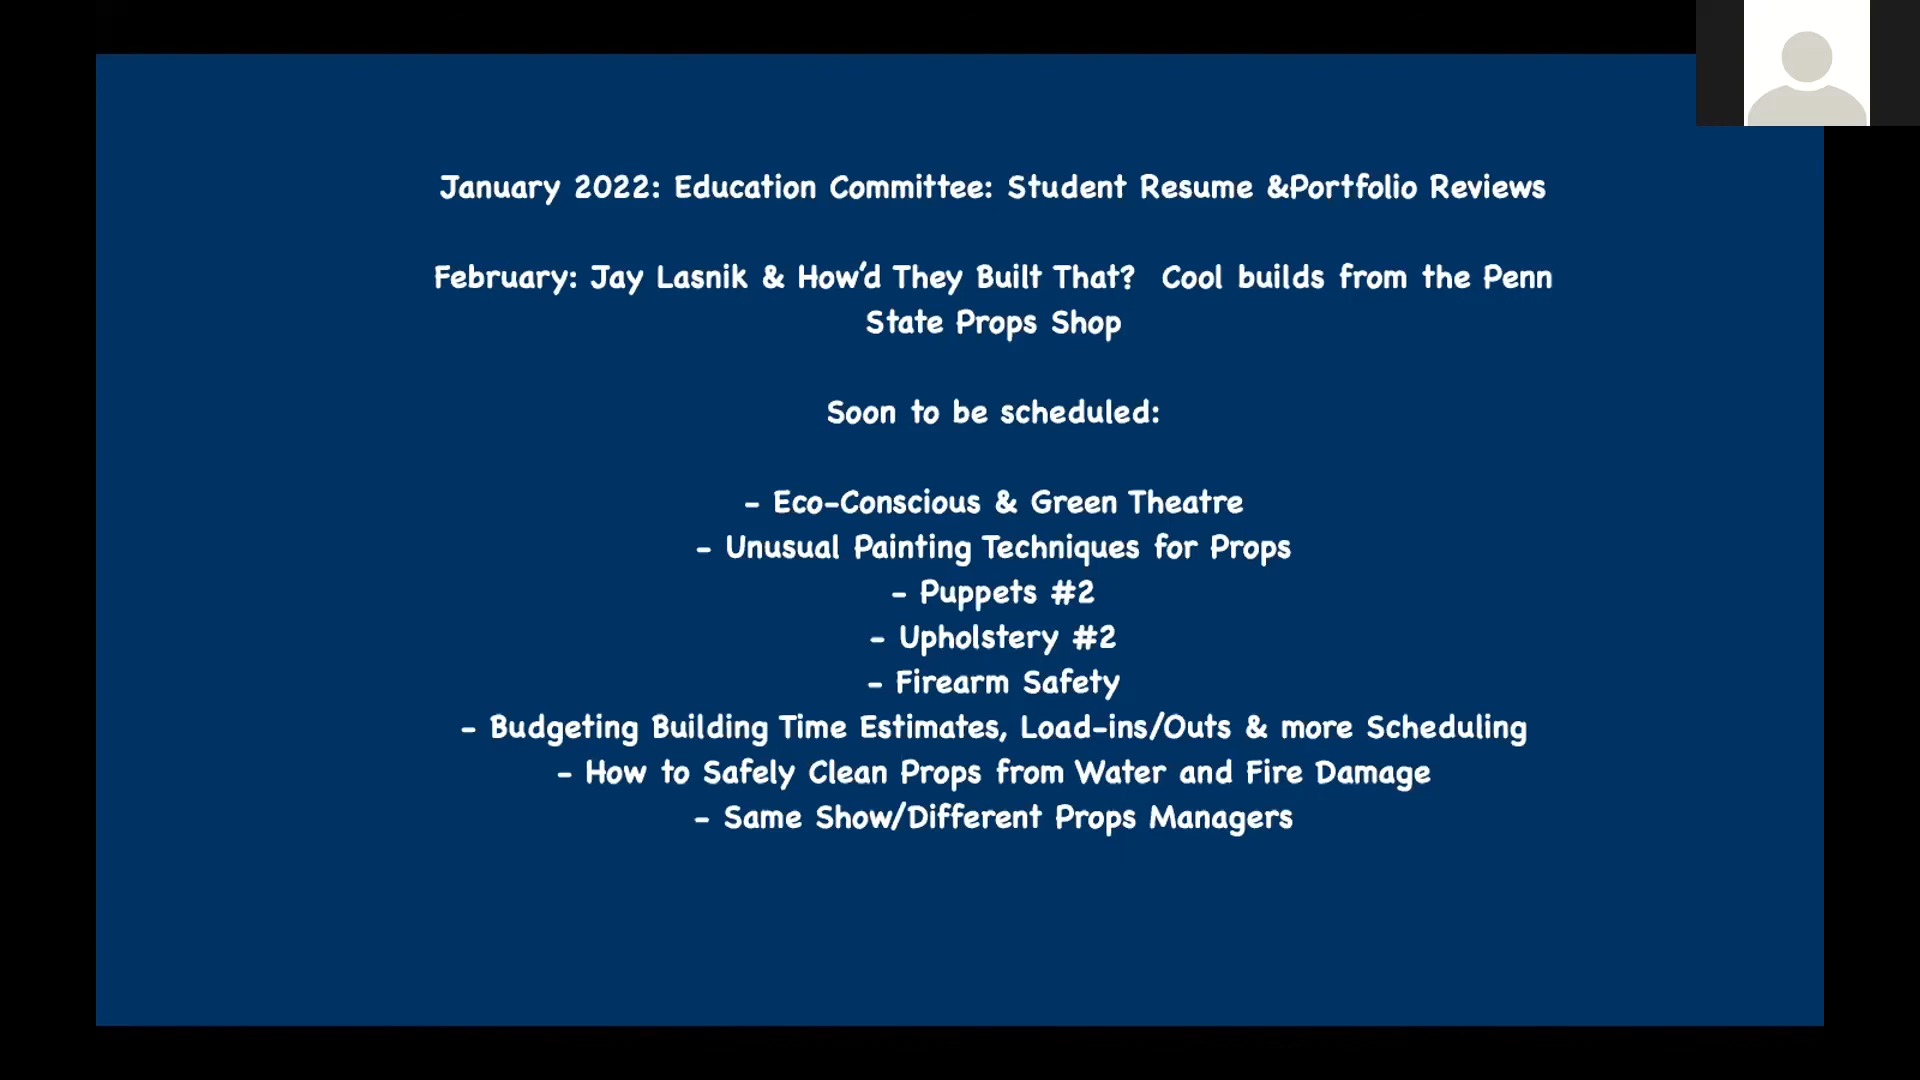 January 2022: Education Committee: Student Resume &Portfolio Reviews
February: Jay Lasnik & How'd They Built That?  Cool builds from the Penn
State Props Shop
Soon to be scheduled:
- Eco-Conscious & Green Theatre
- Unusual Painting Techniques for Props
- Puppets #2
- Upholstery #2
- Firearm Safety
- Budgeting Building Time Estimates, Load-ins/Outs & more Scheduling
- How to Safely Clean Props from Water and Fire Damage
- Same Show/Different Props Managers